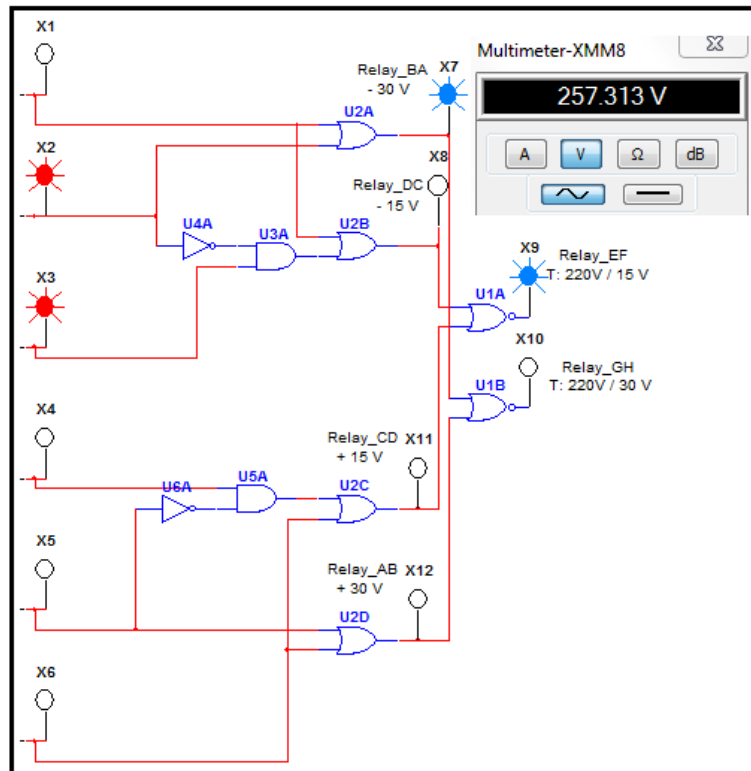 X1
Multimeter-XMM8
257.313 V
A
V
Ω
dB
Relay_BA
- 30 V
X7
U2A
X2
X8
Relay_DC
- 15 V
U4A
U3A
U2B
X9
Relay_EF
T: 220V / 15 V
X3
U1A
X10
Relay_GH
T: 220V / 30 V
U1B
X4
Relay_CD
+ 15 V
X11
U5A
U6A
U2C
X5
Relay_AB
+ 30 V
X12
U2D
X6